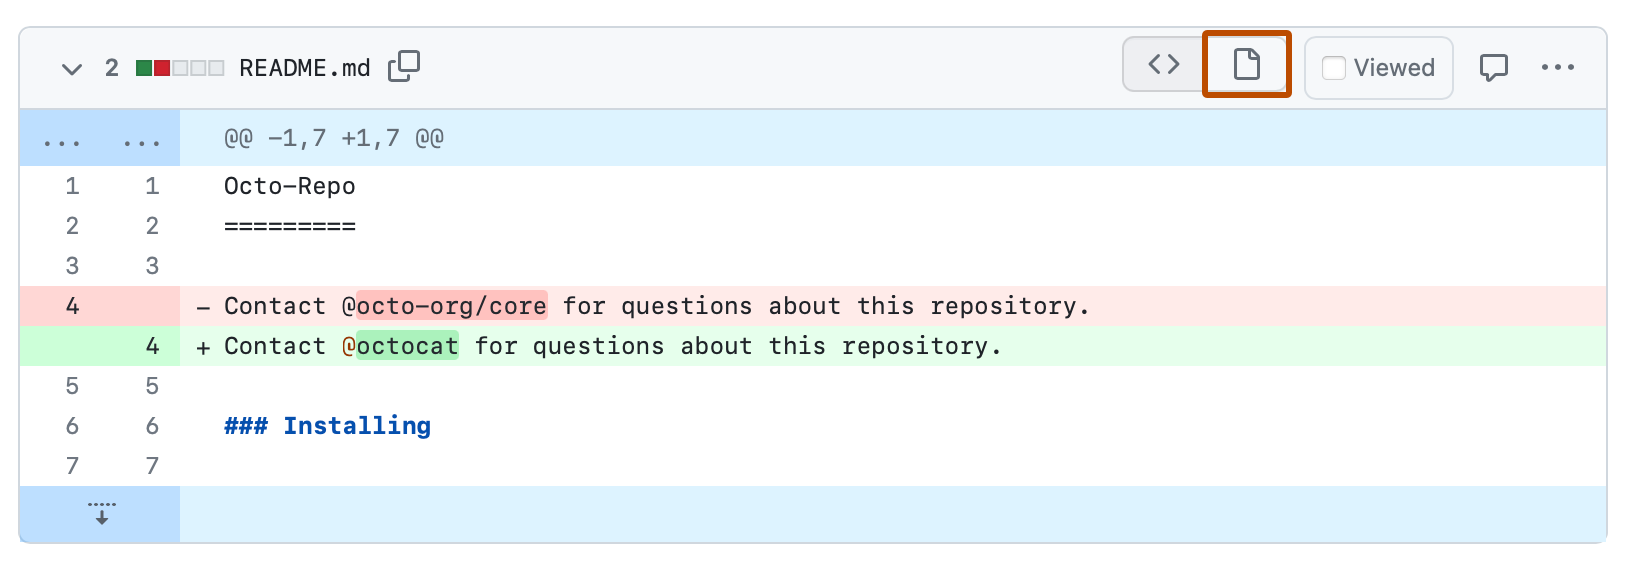 2 README.md Viewed
... ... @@ -1,7 +1,7 @@
1 1 Octo-Repo
2 2 =========
3 3
4 - Contact @octo-org/core for questions about this repository.
4 + Contact @octocat for questions about this repository.
5 5
6 6 ### Installing
7 7